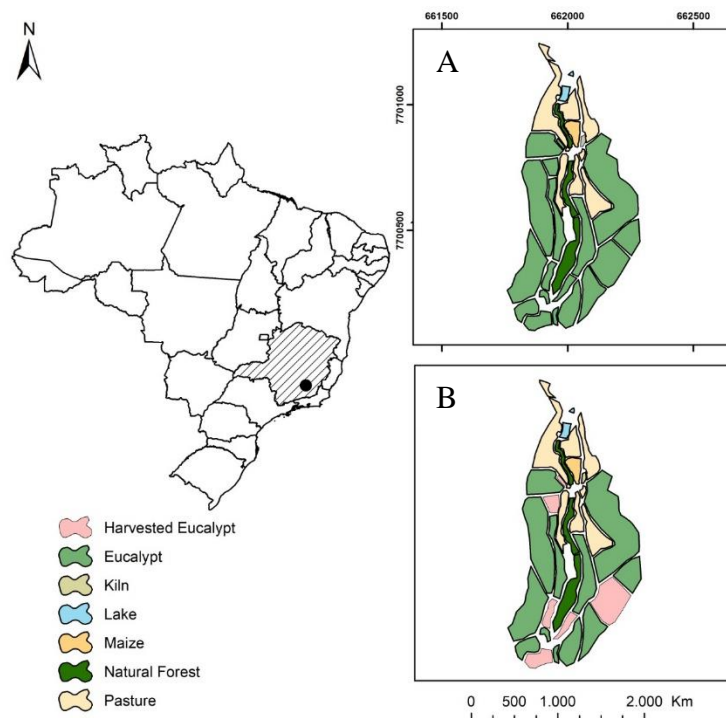 661500 662000 662500
N
A
7701000
7700900
B
Harvested Eucalypt
Eucalypt
Kiln
Lake
Maize
Natural Forest
Pasture
0 500 1.000 2.000 Km